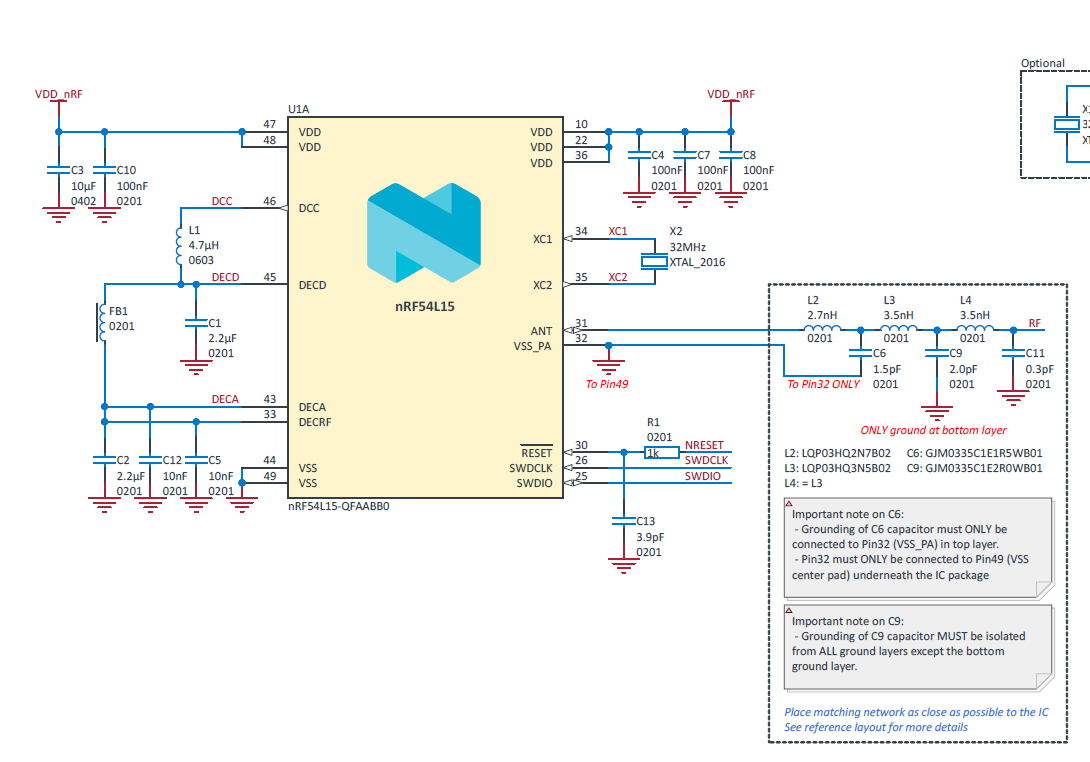 Optional
VDD_nRF
VDD_nRF
U1A
47
VDD
48
VDD
C3
10µF
0402
C10
100nF
0201
DCC
46
DCC
L1
4.7µH
0603
DECD
45
DECD
FB1
0201
C1
2.2µF
0201
DECA
43
DECA
33
DECRF
C2
2.2µF
0201
C12
10nF
0201
C5
10nF
0201
44
VSS
49
VSS
nRF54L15
nRF54L15-QFAABB0
VDD
10
VDD
22
VDD
36
C4
100nF
0201
C7
100nF
0201
C8
100nF
0201
XC1
34
XC1
XC2
35
XC2
X2
32MHz
XTAL_2016
ANT
31
VSS_PA
32
To Pin49
RESET
30
SWDCLK
26
SWDIO
25
R1
0201
1k
NRESET
SWDCLK
SWDIO
C13
3.9pF
0201
L2
2.7nH
0201
L3
3.5nH
0201
L4
3.5nH
0201
RF
C6
1.5pF
0201
C9
2.0pF
0201
C11
0.3pF
0201
To Pin32 ONLY
ONLY ground at bottom layer
L2: LQP03HQ2N7B02 C6: GJM0335C1E1R5WB01
L3: LQP03HQ3N5B02 C9: GJM0335C1E2R0WB01
L4: = L3
Important note on C6:
- Grounding of C6 capacitor must ONLY be
connected to Pin32 (VSS_PA) in top layer.
- Pin32 must ONLY be connected to Pin49 (VSS
center pad) underneath the IC package
Important note on C9:
- Grounding of C9 capacitor MUST be isolated
from ALL ground layers except the bottom
ground layer.
Place matching network as close as possible to the IC
See reference layout for more details